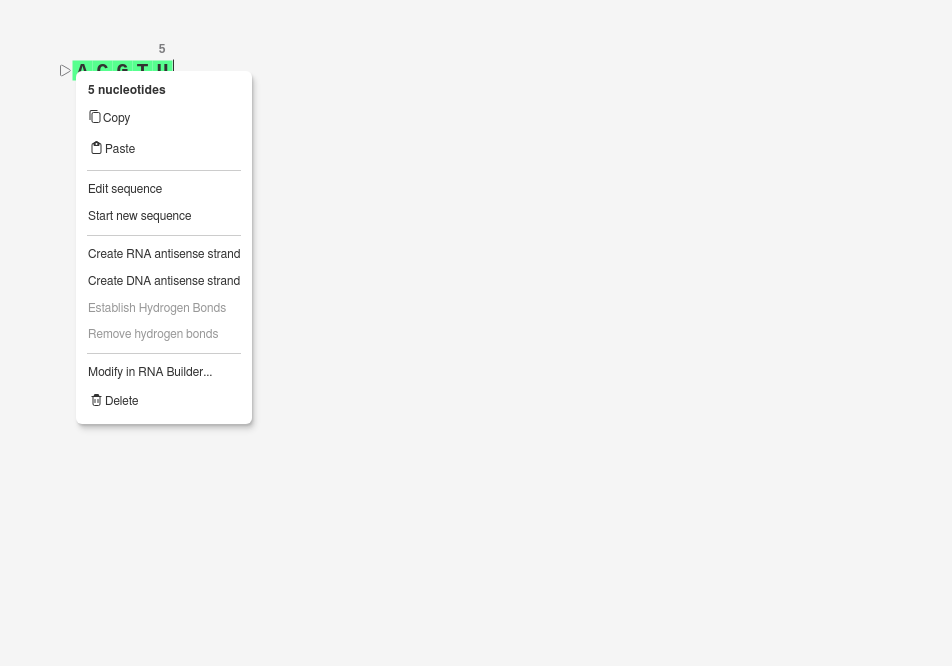 5
A C G T U
5 nucleotides
Copy
Paste
Edit sequence
Start new sequence
Create RNA antisense strand
Create DNA antisense strand
Establish Hydrogen Bonds
Remove hydrogen bonds
Modify in RNA Builder...
Delete